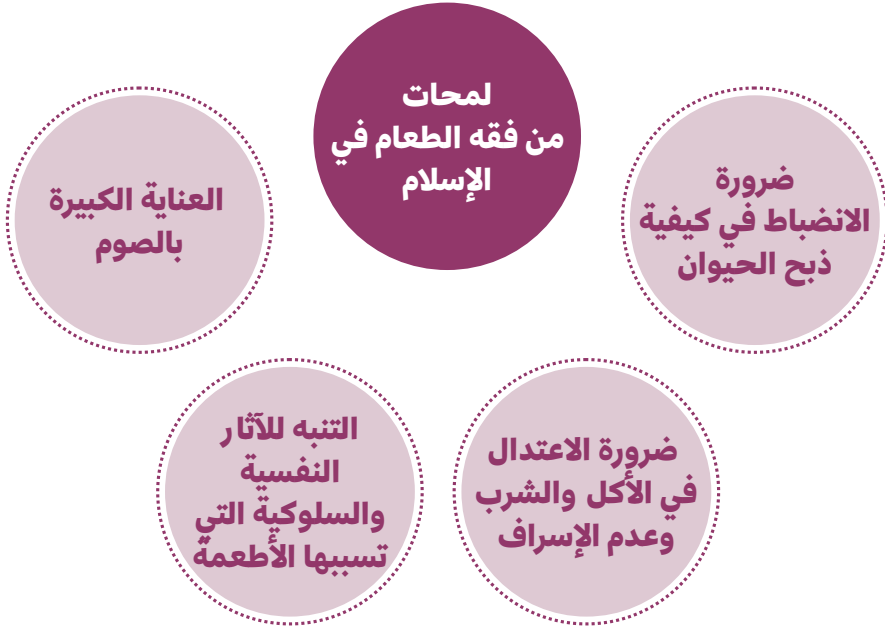 لمحات
من فقه الطعام في
الإسلام
ضرورة
الانضباط في كيفية
ذبح الحيوان
ضرورة الاعتدال
في الأكل والشرب
وعدم الإسراف
التنبه للآثار
النفسية
والسلوكية التي
تسببها الأطعمة
العناية الكبيرة
بالصوم